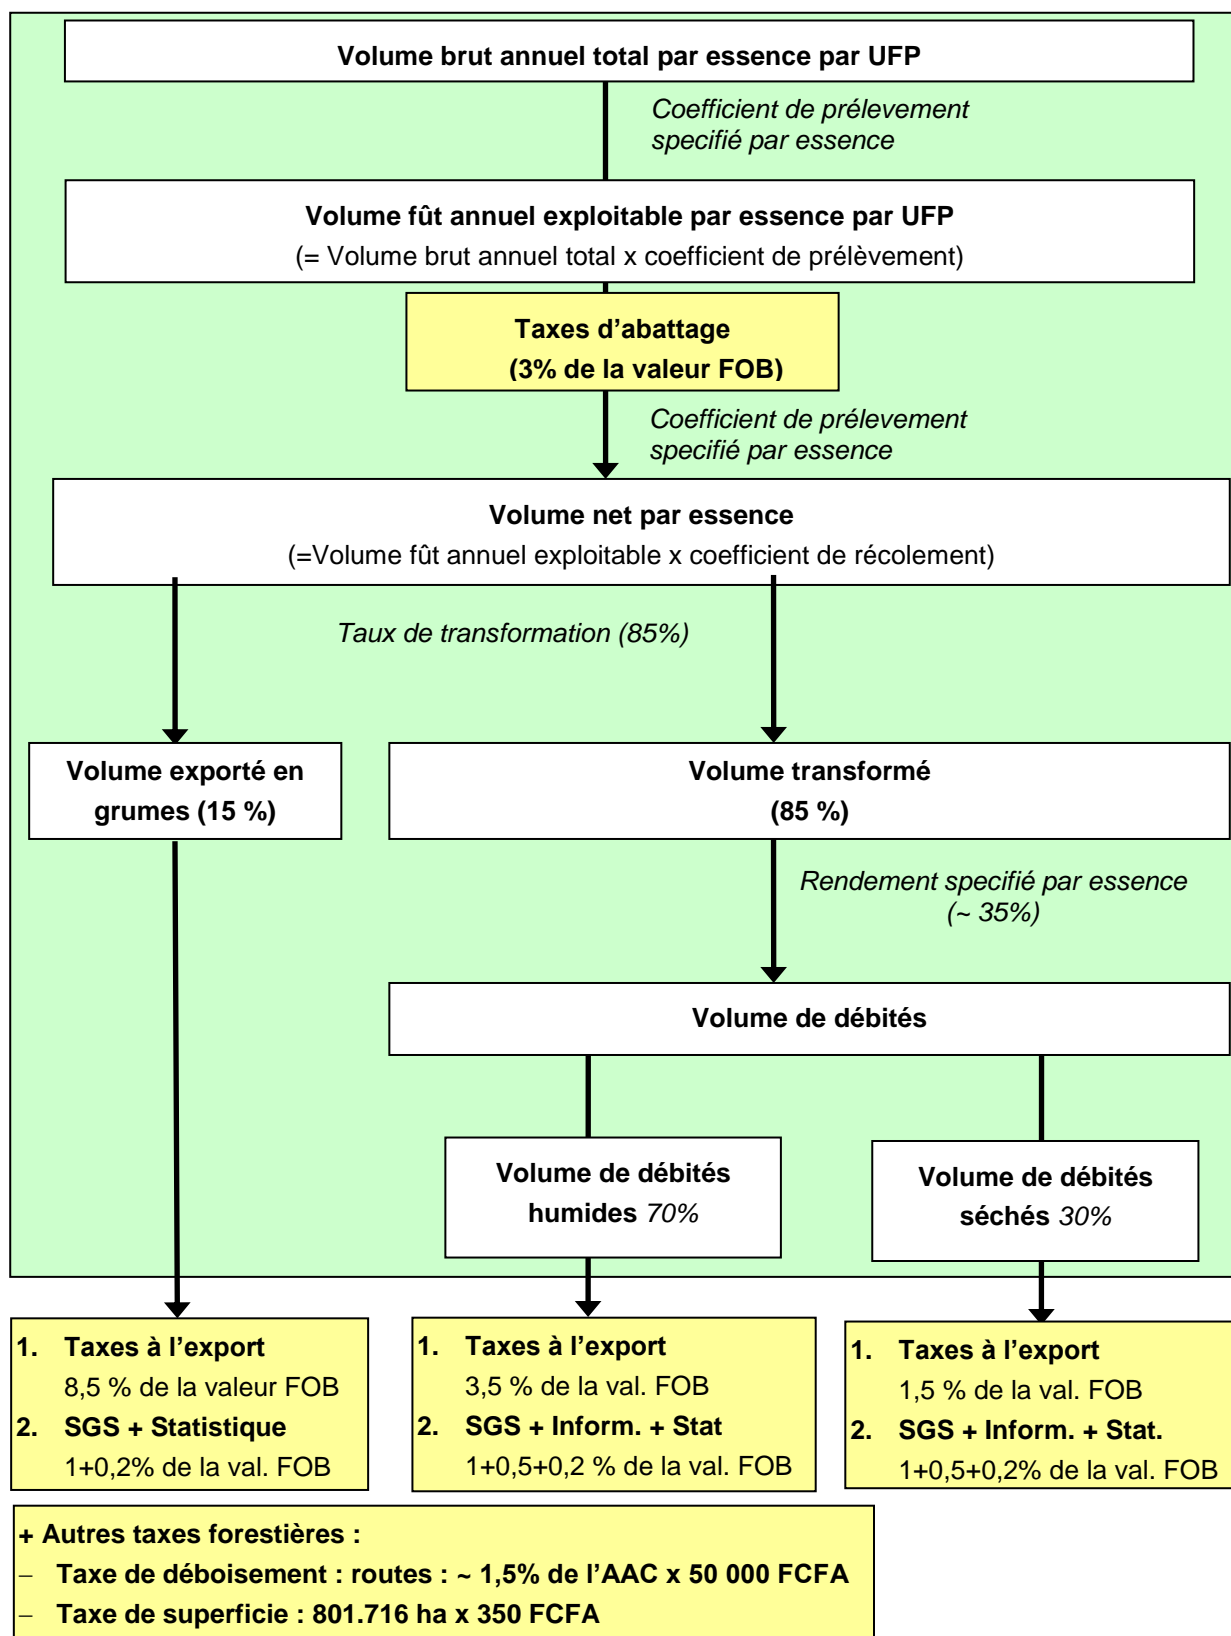 Volume brut annuel total par essence par UFP
Coefficient de prélevement
specifié par essence
Volume fût annuel exploitable par essence par UFP
(= Volume brut annuel total x coefficient de prélèvement)
Taxes d’abattage
(3% de la valeur FOB)
Coefficient de prélevement
specifié par essence
Volume net par essence
(=Volume fût annuel exploitable x coefficient de récolement)
Taux de transformation (85%)
Volume exporté en
grumes (15 %)
Volume transformé
(85 %)
Rendement specifié par essence
(~ 35%)
Volume de débités
Volume de débités
humides 70%
Volume de débités
séchés 30%
1. Taxes à l’export
8,5 % de la valeur FOB
2. SGS + Statistique
1+0,2% de la val. FOB
1. Taxes à l’export
3,5 % de la val. FOB
2. SGS + Inform. + Stat
1+0,5+0,2 % de la val. FOB
1. Taxes à l’export
1,5 % de la val. FOB
2. SGS + Inform. + Stat.
1+0,5+0,2% de la val. FOB
+ Autres taxes forestières :
– Taxe de déboisement : routes : ~ 1,5% de l’AAC x 50 000 FCFA
– Taxe de superficie : 801.716 ha x 350 FCFA